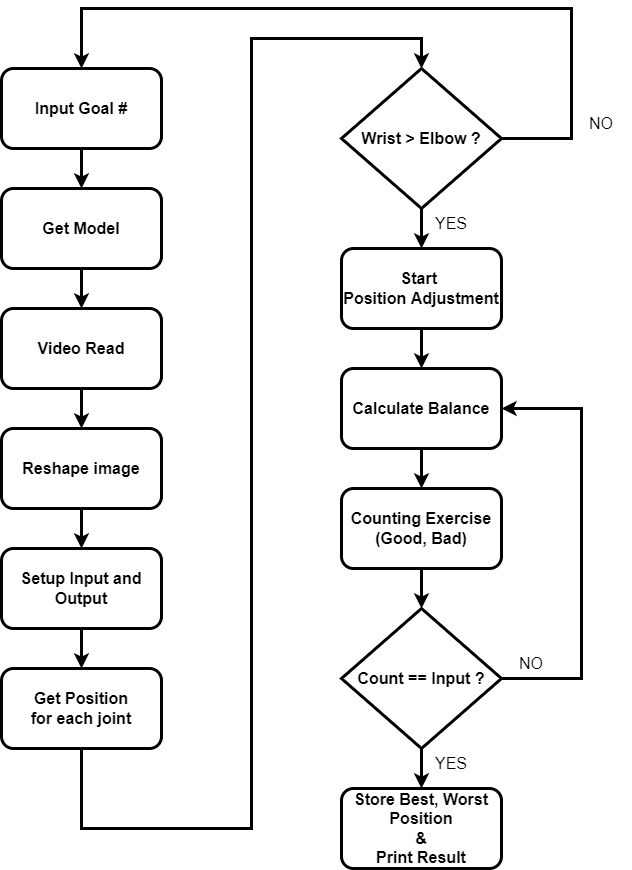 Input Goal #
Get Model
Video Read
Reshape image
Setup Input and
Output
Get Position
for each joint
Wrist > Elbow ?
NO
YES
Start
Position Adjustment
Calculate Balance
Counting Exercise
(Good, Bad)
Count == Input ?
NO
YES
Store Best, Worst
Position
&
Print Result